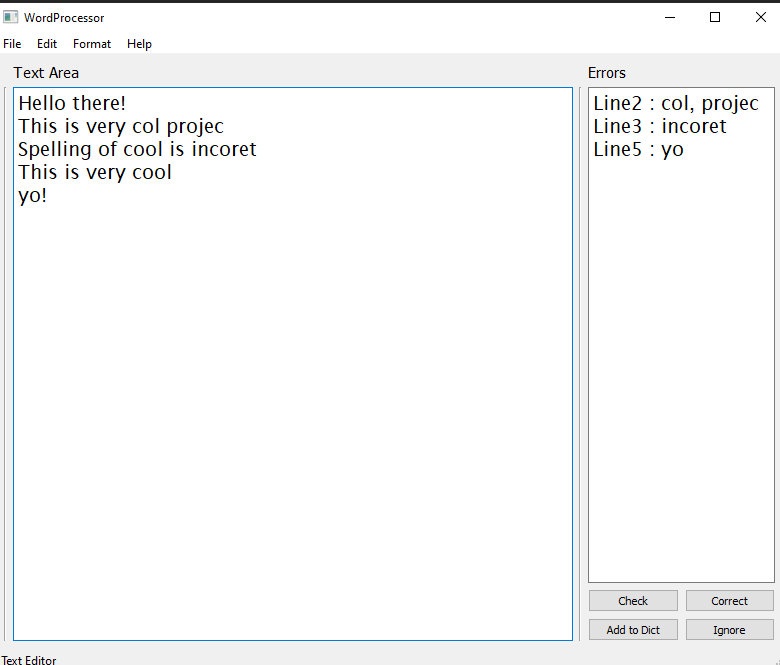 WordProcessor
File Edit Format Help
Text Area
Hello there!
This is very col projec
Spelling of cool is incoret
This is very cool
yo!
Errors
Line2 : col, projec
Line3 : incoret
Line5 : yo
Check Correct
Add to Dict Ignore
Text Editor